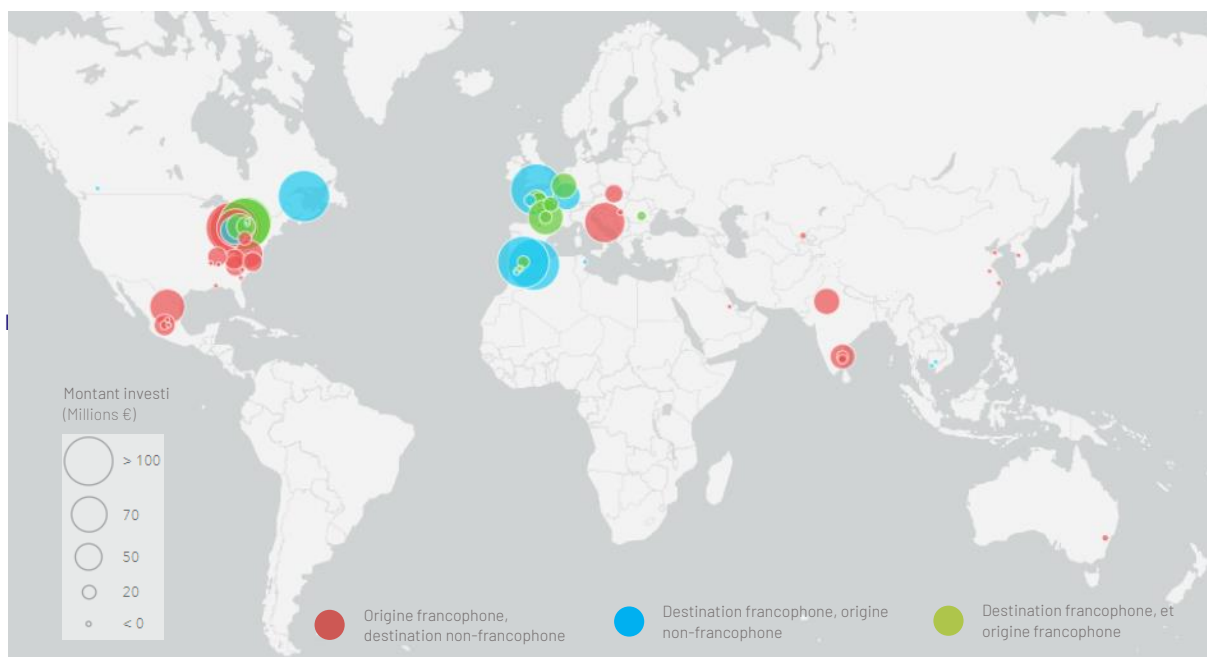 Montant investi
(Millions €)
> 100
70
50
20
< 0
Origine francophone,
destination non-francophone
Destination francophone, origine
non-francophone
Destination francophone, et
origine francophone